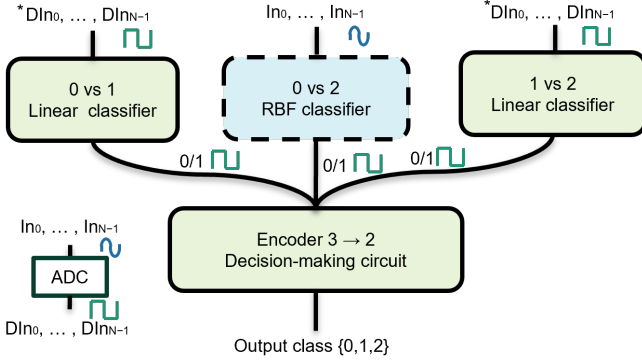 *DIn₀, … , DInN−1
In₀, … , InN−1
*DIn₀, … , DInN−1
0 vs 1
Linear classifier
0 vs 2
RBF classifier
1 vs 2
Linear classifier
0/1
0/1
0/1
Encoder 3 → 2
Decision-making circuit
In₀, … , InN−1
ADC
DIn₀, … , DInN−1
Output class {0,1,2}